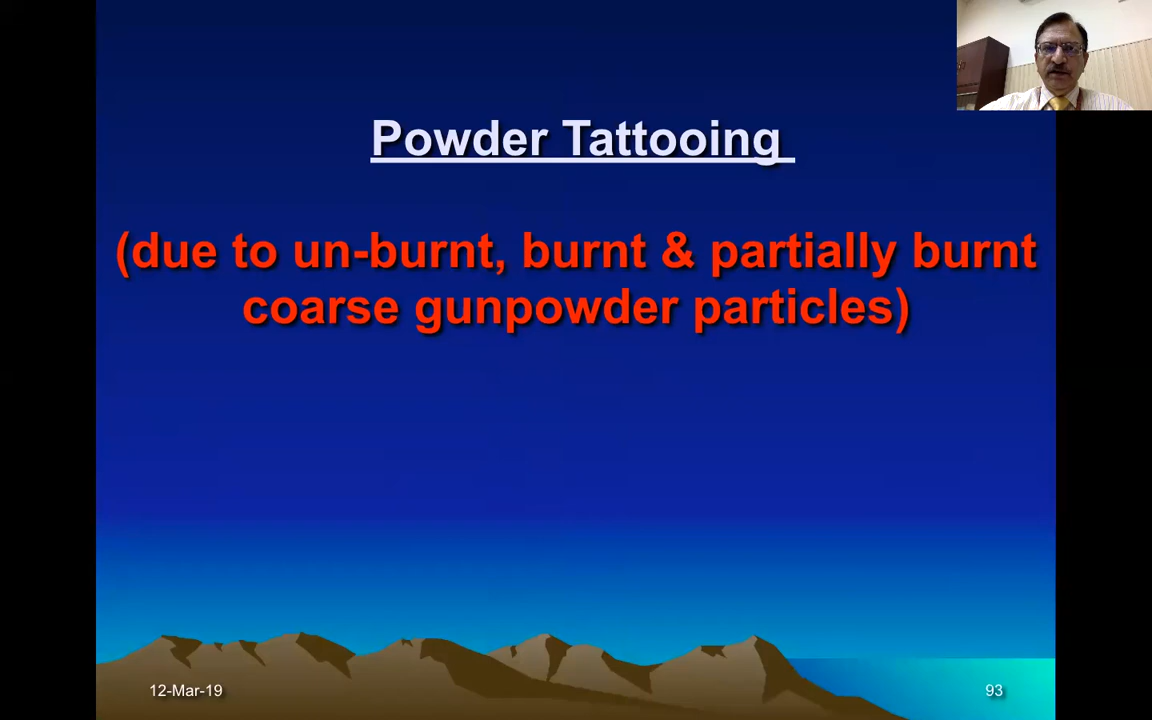 Powder Tattooing
(due to un-burnt, burnt & partially burnt
coarse gunpowder particles)
12-Mar-19
93